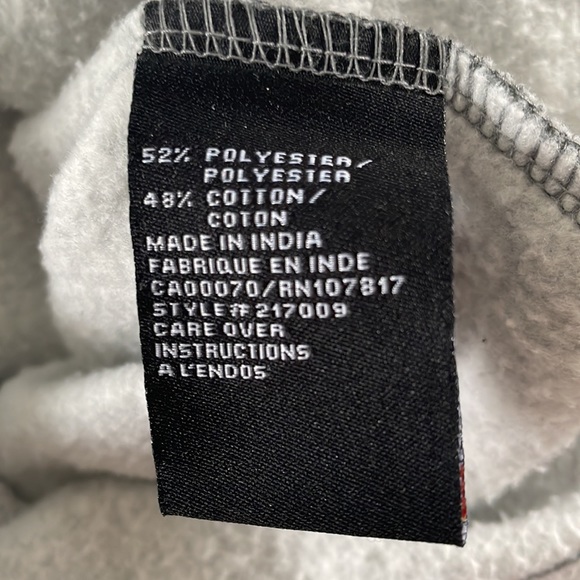 52% POLYESTER/
POLYESTER
48% COTTON/
COTON
MADE IN INDIA
FABRIQUE EN INDE
CA00070/RN107817
STYLE# 217009
CARE OVER
INSTRUCTIONS
A L'ENDOS